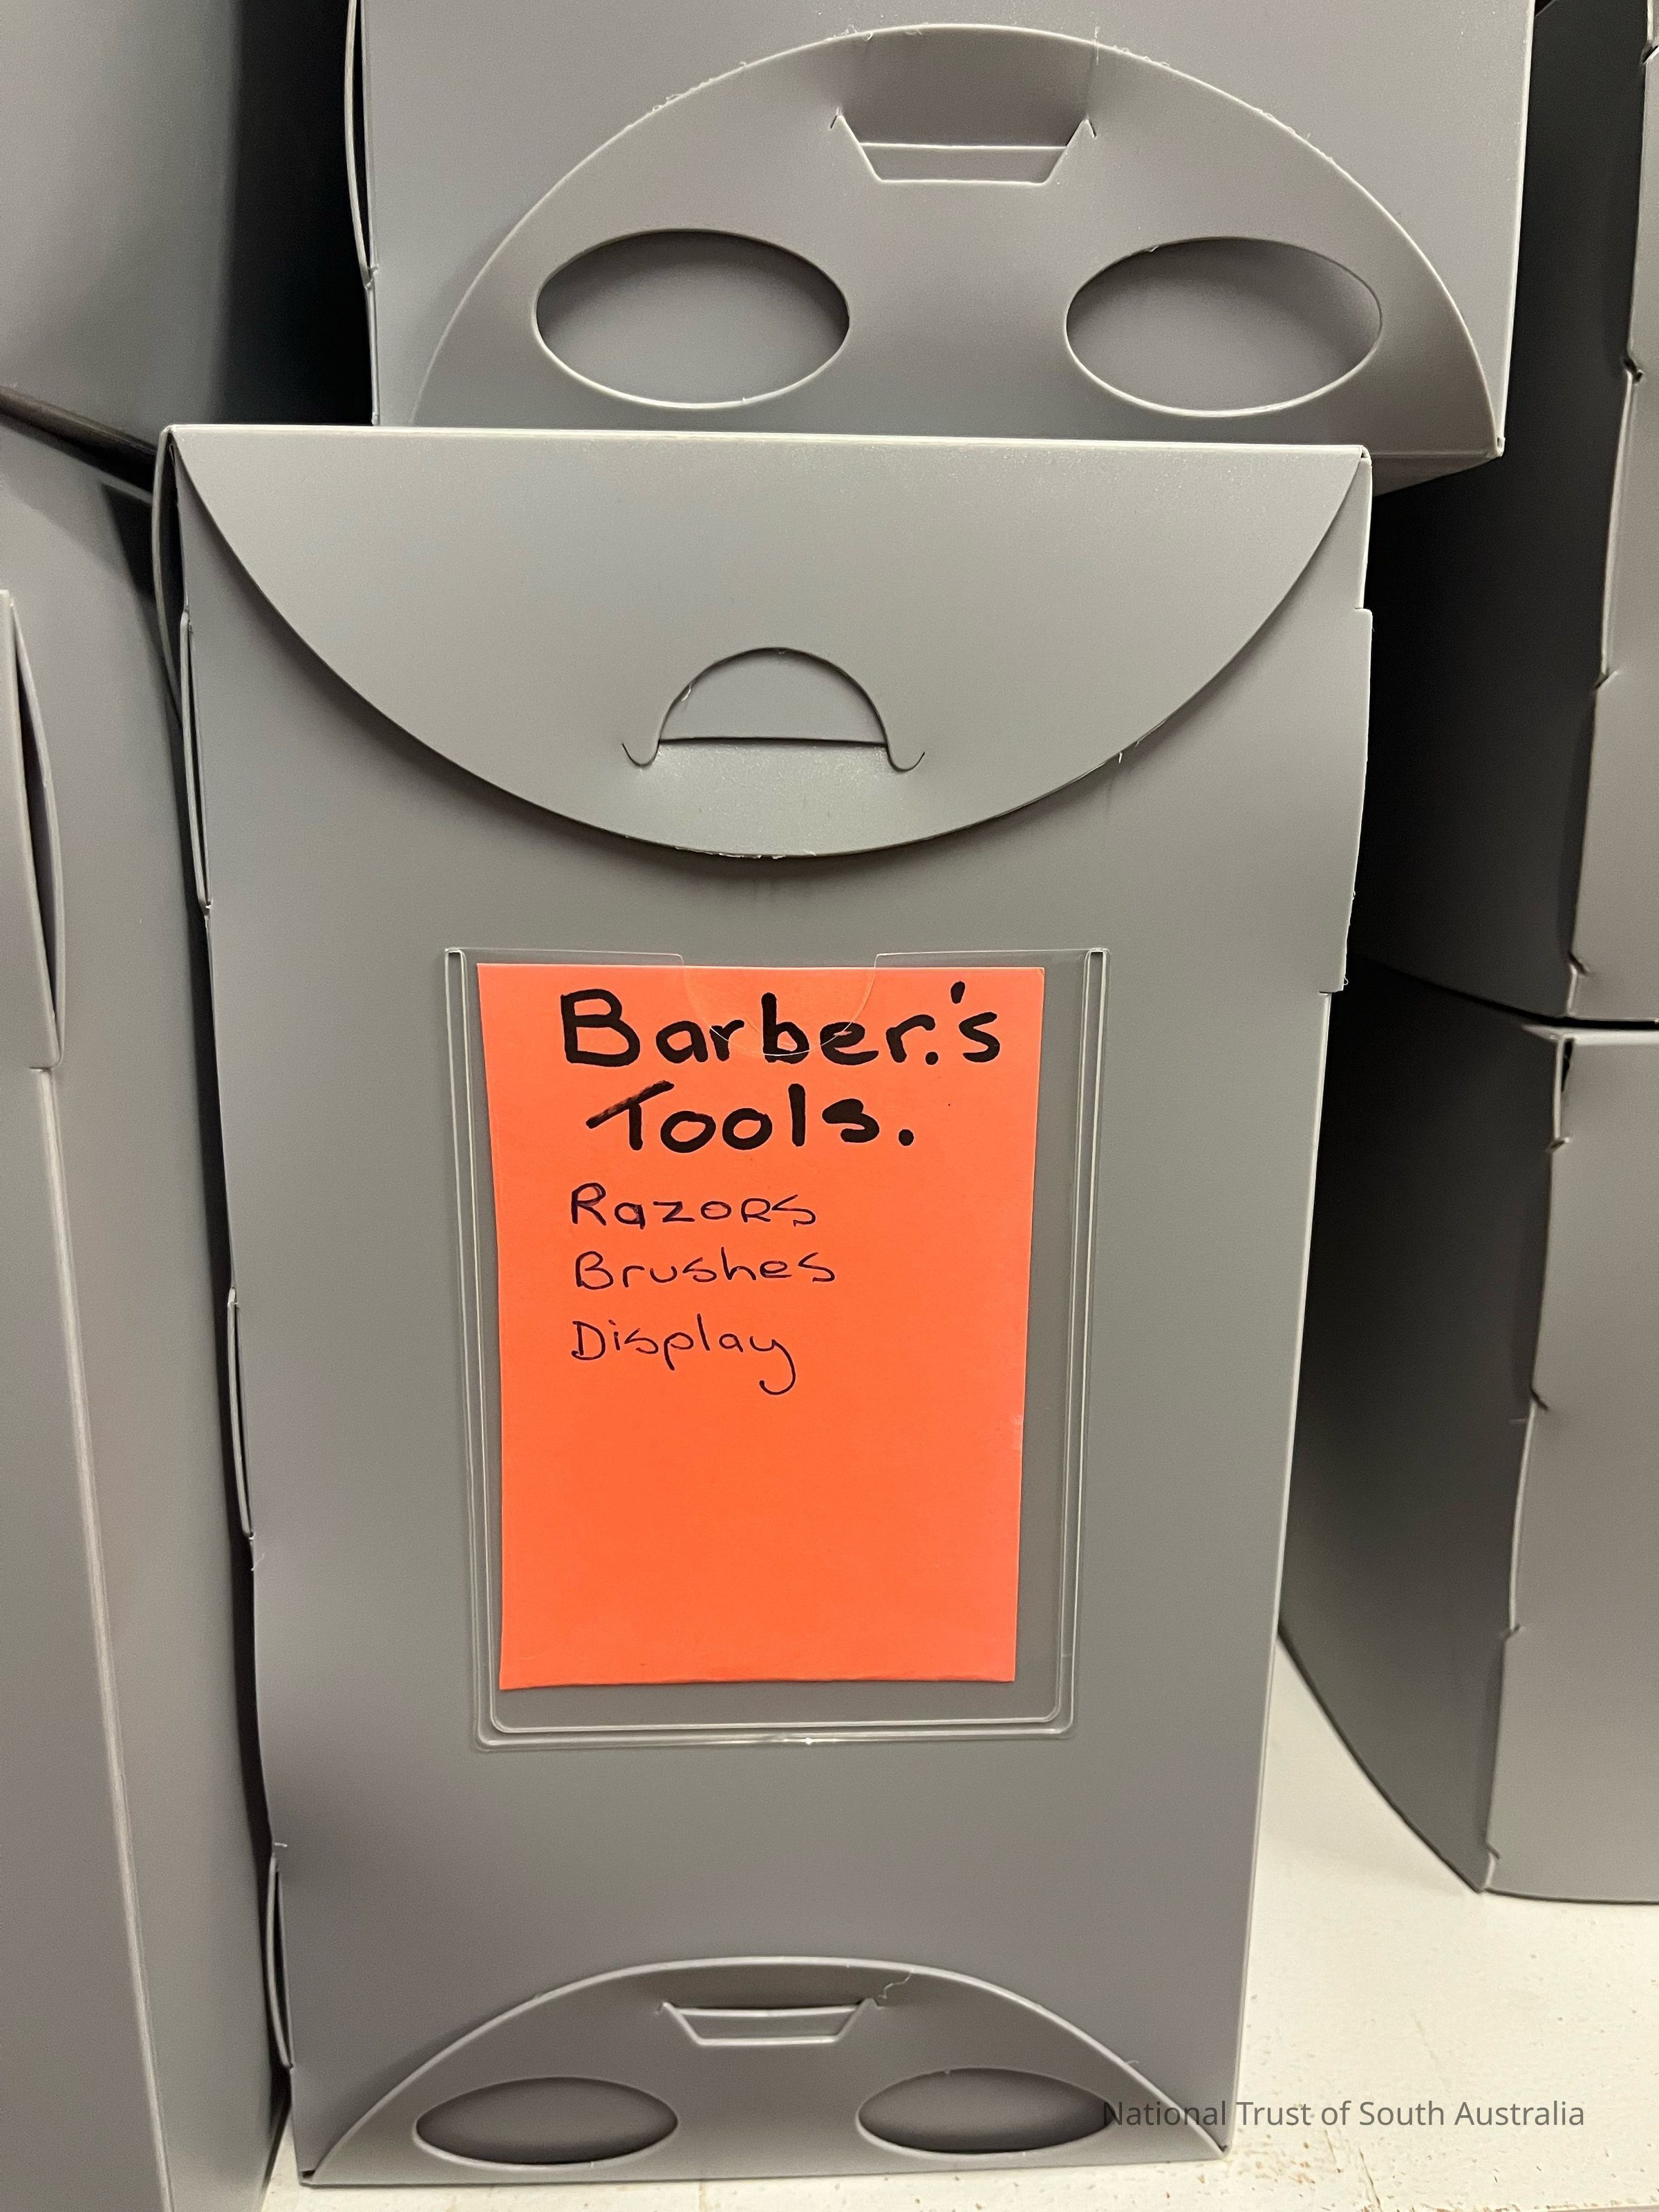 Barber.'s
Tools.
Razors
Brushes
Display
National Trust of South Australia